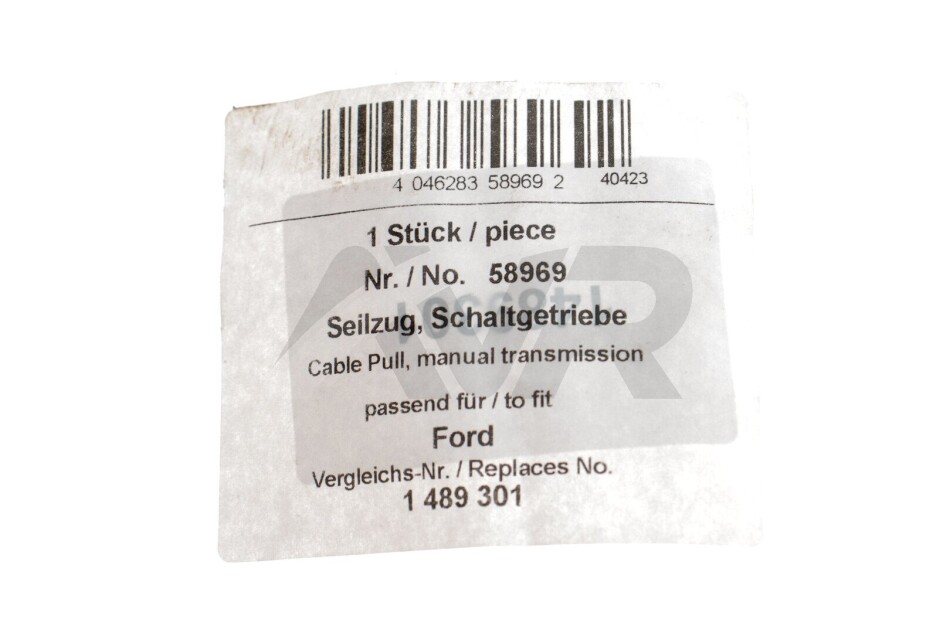 4 046283 58969 2 40423
1 Stück / piece
Nr. / No. 58969
Seilzug, Schaltgetriebe
Cable Pull, manual transmission
passend für / to fit
Ford
Vergleichs-Nr. / Replaces No.
1 489 301